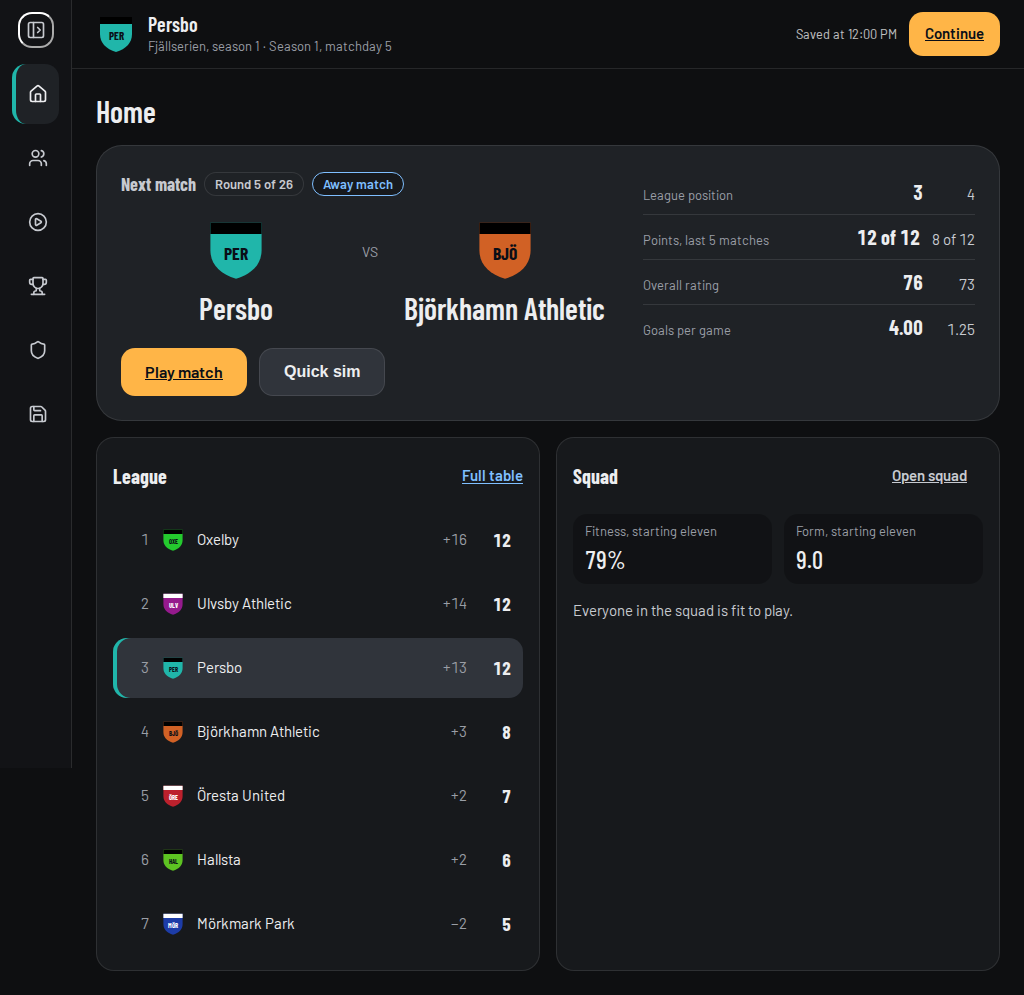 PER
Persbo
Fjällserien, season 1 · Season 1, matchday 5
Saved at 12:00 PM
Continue
Home
Next match
Round 5 of 26
Away match
PER
VS
BJÖ
Persbo
Björkhamn Athletic
Play match
Quick sim
League position 3 4
Points, last 5 matches 12 of 12 8 of 12
Overall rating 76 73
Goals per game 4.00 1.25
League
Full table
1 OXE Oxelby +16 12
2 ULV Ulvsby Athletic +14 12
3 PER Persbo +13 12
4 BJÖ Björkhamn Athletic +3 8
5 ÖRE Öresta United +2 7
6 HAL Hallsta +2 6
7 MÖR Mörkmark Park −2 5
Squad
Open squad
Fitness, starting eleven
79%
Form, starting eleven
9.0
Everyone in the squad is fit to play.